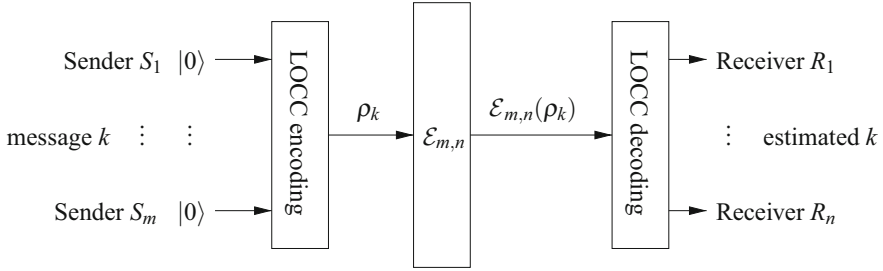 Sender S₁ |0⟩
message k ⋮ ⋮
Sender Sₘ |0⟩
LOCC encoding
ρₖ
ℰₘ,ₙ
ℰₘ,ₙ(ρₖ)
LOCC decoding
Receiver R₁
⋮ estimated k
Receiver Rₙ